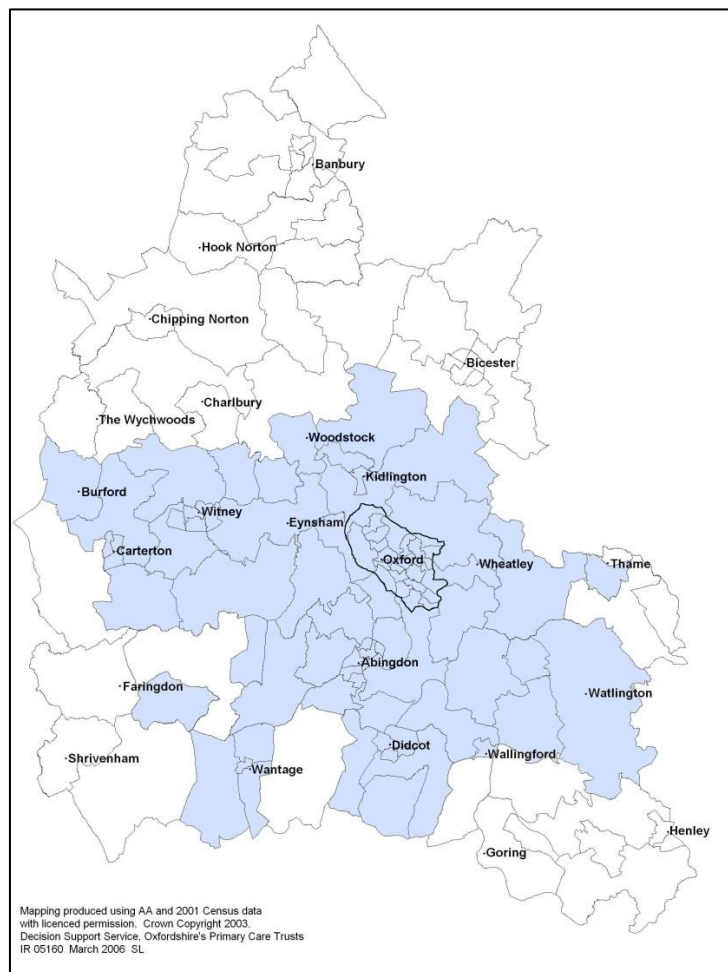 Banbury
Hook Norton
Chipping Norton
Bicester
Charlbury
The Wychwoods
Woodstock
Kidlington
Burford
Witney
Eynsham
Carterton
Oxford
Wheatley
Thame
Abingdon
Faringdon
Watlington
Didcot
Wallingford
Shrivenham
Wantage
Henley
Goring
Mapping produced using AA and 2001 Census data
with licenced permission. Crown Copyright 2003.
Decision Support Service, Oxfordshire's Primary Care Trusts
IR 05160 March 2006 SL